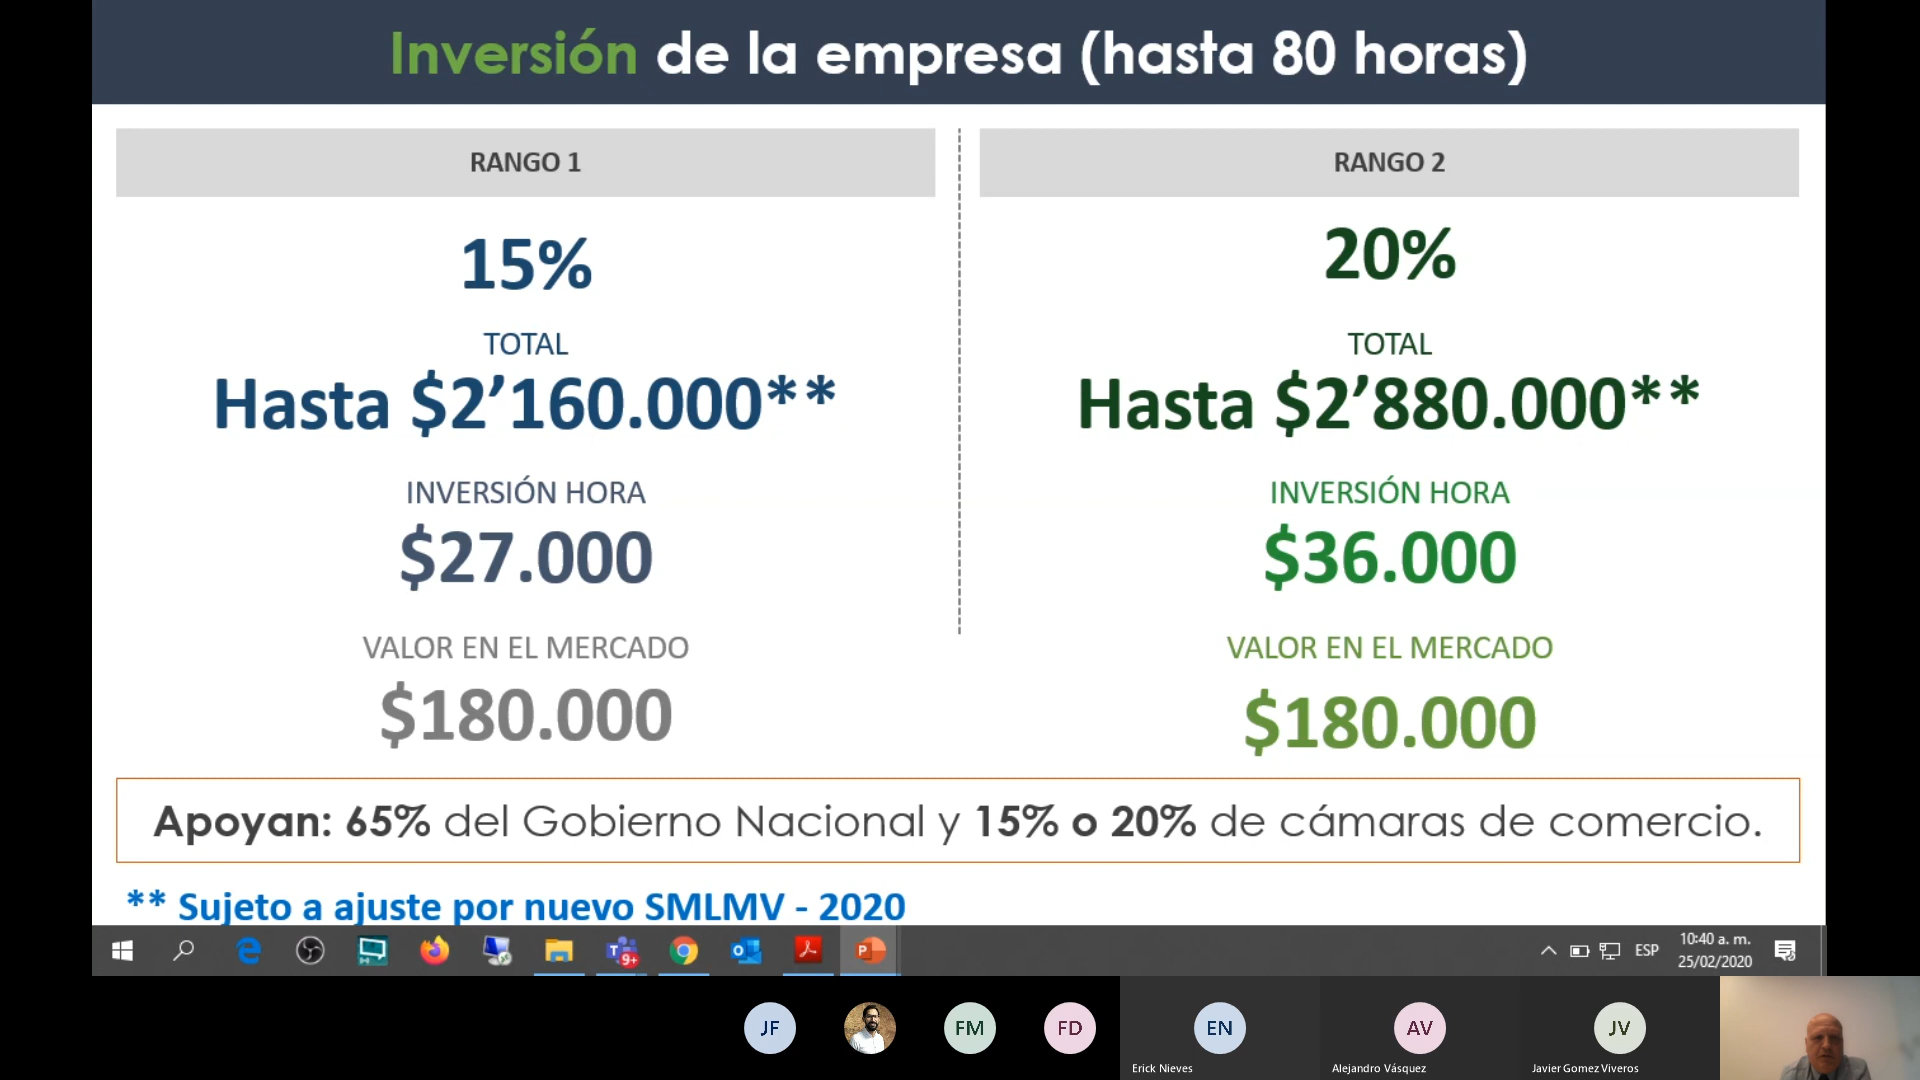 Inversión de la empresa (hasta 80 horas)
RANGO 1
15%
TOTAL
Hasta $2’160.000**
INVERSIÓN HORA
$27.000
VALOR EN EL MERCADO
$180.000
RANGO 2
20%
TOTAL
Hasta $2’880.000**
INVERSIÓN HORA
$36.000
VALOR EN EL MERCADO
$180.000
Apoyan: 65% del Gobierno Nacional y 15% o 20% de cámaras de comercio.
** Sujeto a ajuste por nuevo SMLMV - 2020
9+
ESP
10:40 a. m.
25/02/2020
JF
FM
FD
EN
AV
JV
Erick Nieves
Alejandro Vásquez
Javier Gomez Viveros